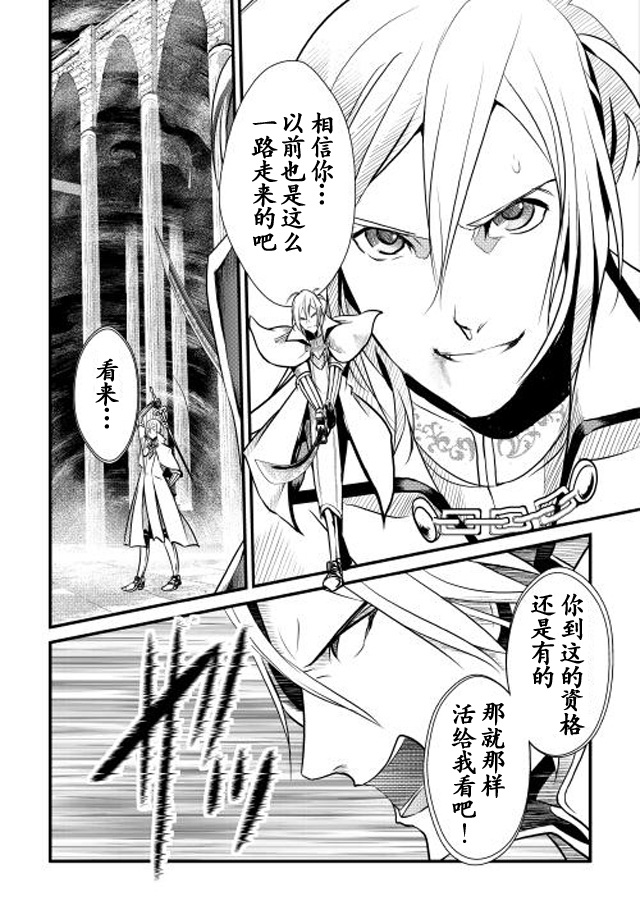 相信你…
以前也是这么
一路走来的吧
看来…
你到这的资格
还是有的
那就那样
活给我看吧！